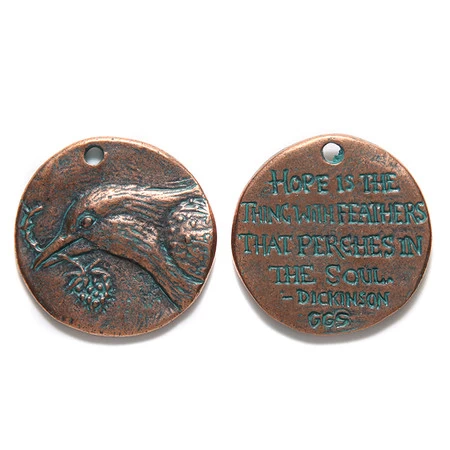 HOPE IS THE
THING WITH FEATHERS
THAT PERCHES IN
THE SOUL.
- DICKINSON
GGS